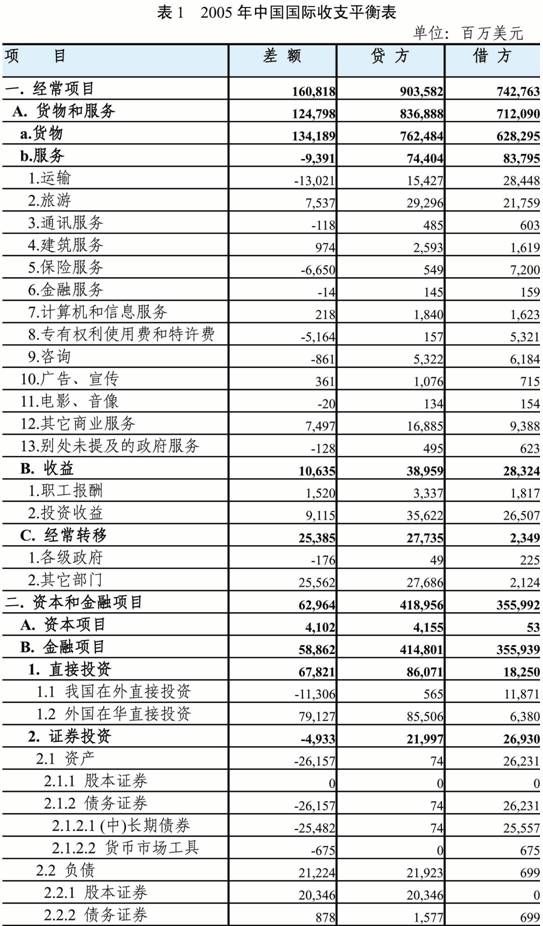 表 1 2005 年中国国际收支平衡表
单位: 百万美元
项 目 差 额 贷 方 借 方
一. 经常项目 160,818 903,582 742,763
A. 货物和服务 124,798 836,888 712,090
a.货物 134,189 762,484 628,295
b.服务 -9,391 74,404 83,795
1.运输 -13,021 15,427 28,448
2.旅游 7,537 29,296 21,759
3.通讯服务 -118 485 603
4.建筑服务 974 2,593 1,619
5.保险服务 -6,650 549 7,200
6.金融服务 -14 145 159
7.计算机和信息服务 218 1,840 1,623
8.专有权利使用费和特许费 -5,164 157 5,321
9.咨询 -861 5,322 6,184
10.广告、宣传 361 1,076 715
11.电影、音像 -20 134 154
12.其它商业服务 7,497 16,885 9,388
13.别处未提及的政府服务 -128 495 623
B. 收益 10,635 38,959 28,324
1.职工报酬 1,520 3,337 1,817
2.投资收益 9,115 35,622 26,507
C. 经常转移 25,385 27,735 2,349
1.各级政府 -176 49 225
2.其它部门 25,562 27,686 2,124
二. 资本和金融项目 62,964 418,956 355,992
A. 资本项目 4,102 4,155 53
B. 金融项目 58,862 414,801 355,939
1. 直接投资 67,821 86,071 18,250
1.1 我国在外直接投资 -11,306 565 11,871
1.2 外国在华直接投资 79,127 85,506 6,380
2. 证券投资 -4,933 21,997 26,930
2.1 资产 -26,157 74 26,231
2.1.1 股本证券 0 0 0
2.1.2 债务证券 -26,157 74 26,231
2.1.2.1 (中)长期债券 -25,482 74 25,557
2.1.2.2 货币市场工具 -675 0 675
2.2 负债 21,224 21,923 699
2.2.1 股本证券 20,346 20,346 0
2.2.2 债务证券 878 1,577 699